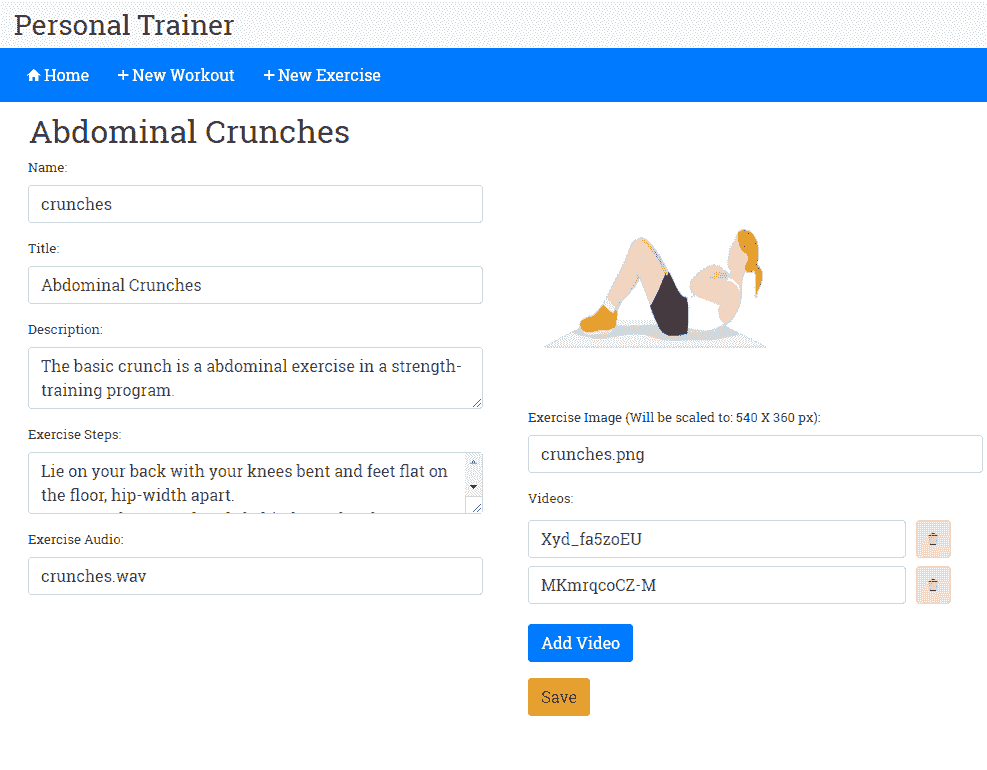 Personal Trainer
Home
New Workout
New Exercise
Abdominal Crunches
Name:
crunches
Title:
Abdominal Crunches
Description:
The basic crunch is a abdominal exercise in a strength-
training program.
Exercise Steps:
Lie on your back with your knees bent and feet flat on
the floor, hip-width apart.
Exercise Audio:
crunches.wav
Exercise Image (Will be scaled to: 540 X 360 px):
crunches.png
Videos:
Xyd_fa5zoEU
MKmrqcoCZ-M
Add Video
Save